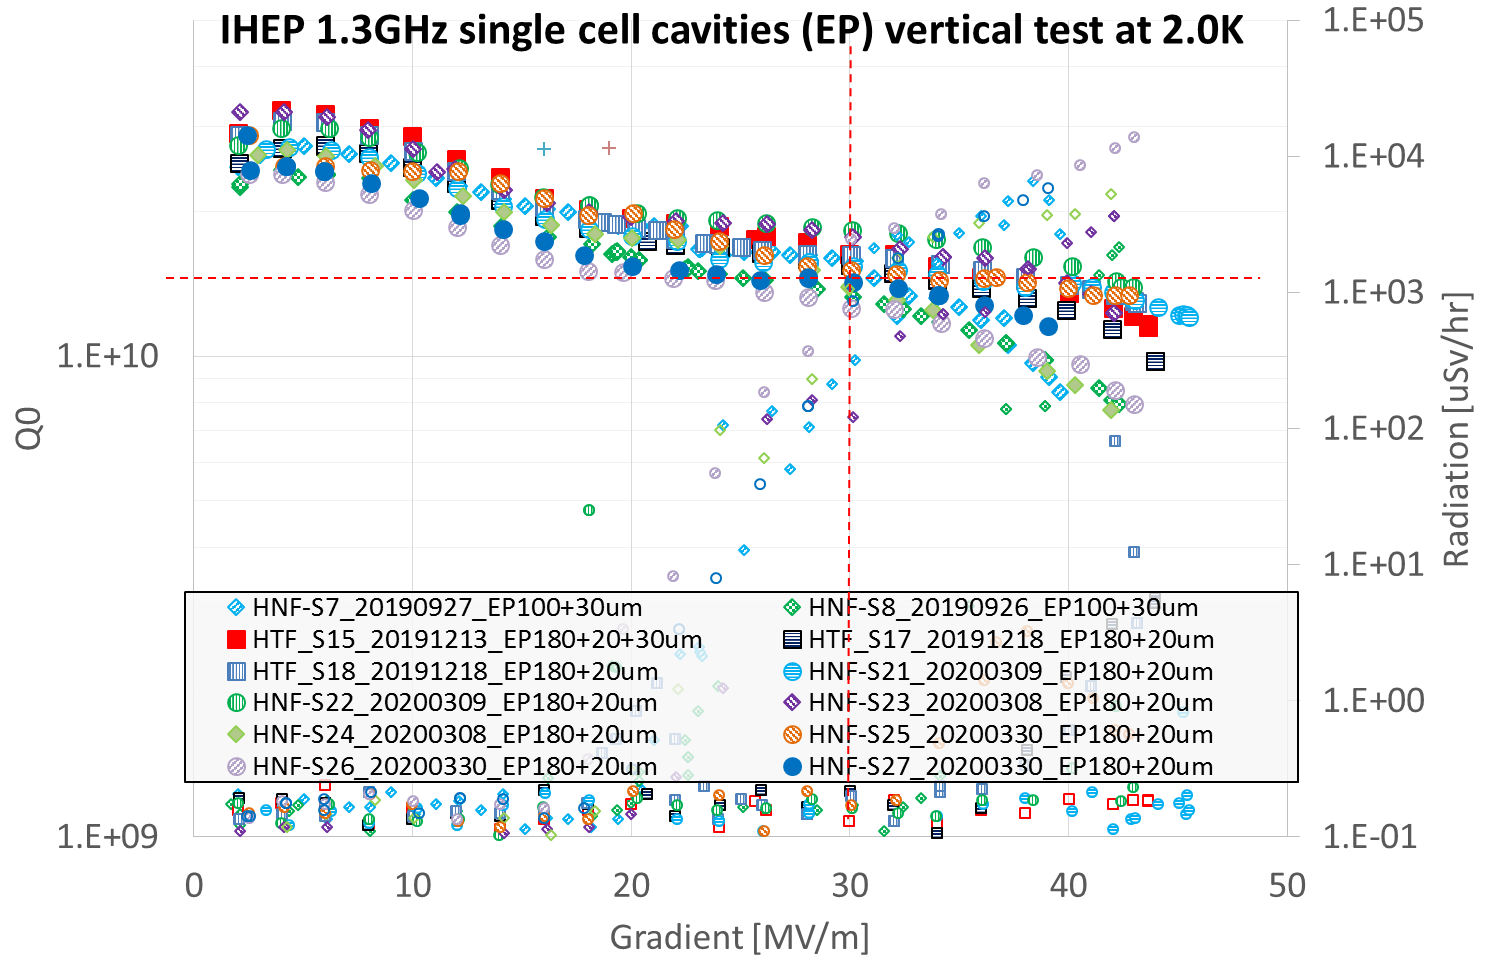 IHEP 1.3GHz single cell cavities (EP) vertical test at 2.0K
1.E+05
1.E+04
1.E+03
1.E+10
1.E+02
Q0
Radiation [uSv/hr]
1.E+01
HNF-S7_20190927_EP100+30um
HNF-S8_20190926_EP100+30um
HTF_S15_20191213_EP180+20+30um
HTF_S17_20191218_EP180+20um
HTF_S18_20191218_EP180+20um
HNF-S21_20200309_EP180+20um
HNF-S22_20200309_EP180+20um
HNF-S23_20200308_EP180+20um
1.E+00
HNF-S24_20200308_EP180+20um
HNF-S25_20200330_EP180+20um
HNF-S26_20200330_EP180+20um
HNF-S27_20200330_EP180+20um
1.E+09
1.E-01
0 10 20 30 40 50
Gradient [MV/m]